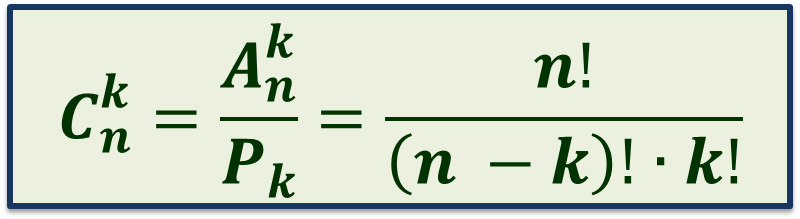 C_n^k = A_n^k / P_k = n! / ((n − k)! · k!)